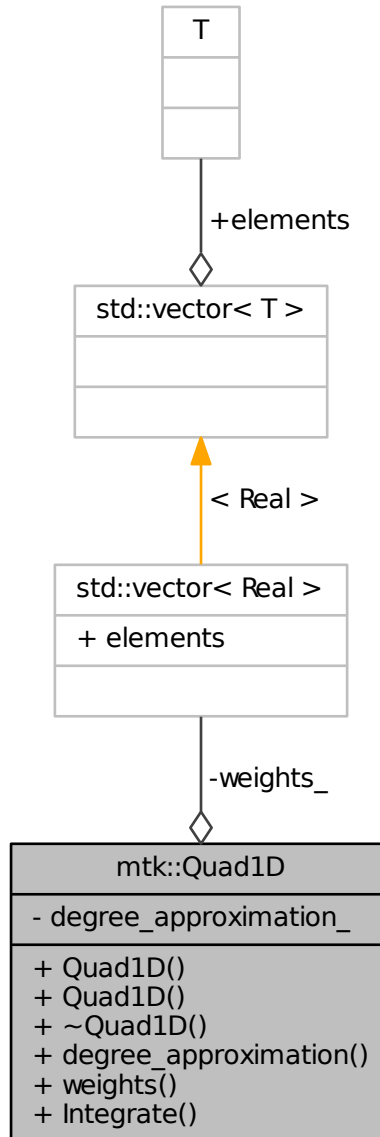 T
+elements
std::vector< T >
< Real >
std::vector< Real >
+ elements
-weights_
mtk::Quad1D
- degree_approximation_
+ Quad1D()
+ Quad1D()
+ ~Quad1D()
+ degree_approximation()
+ weights()
+ Integrate()